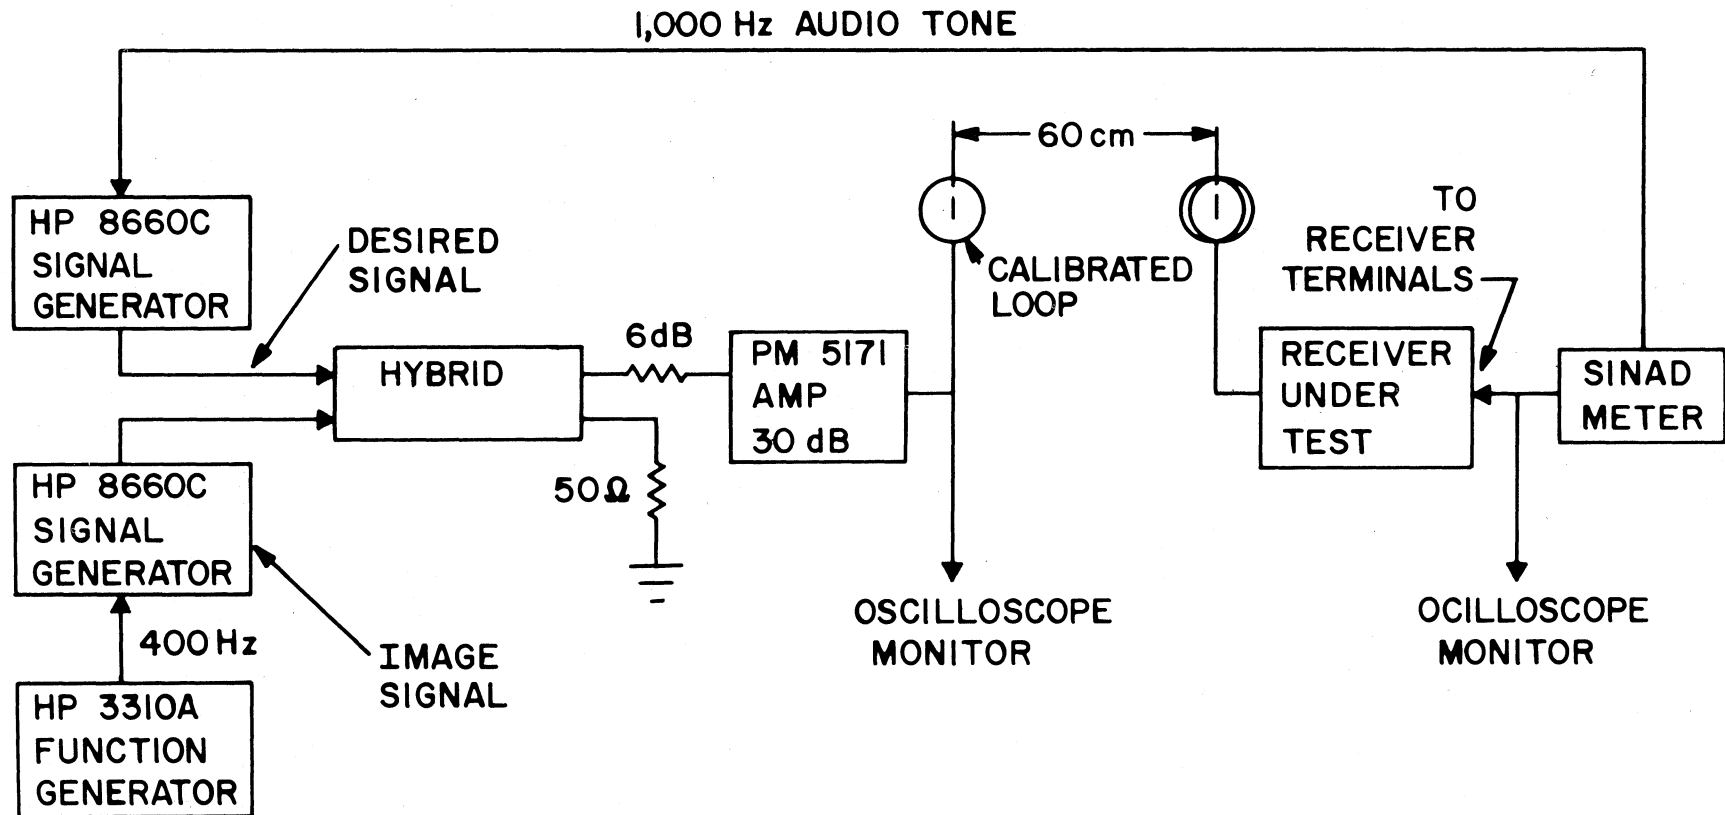 1,000 Hz AUDIO TONE
60 cm
HP 8660C
SIGNAL
GENERATOR
DESIRED
SIGNAL
CALIBRATED
LOOP
TO
RECEIVER
TERMINALS
HYBRID
6dB
PM 5171
AMP
30 dB
RECEIVER
UNDER
TEST
SINAD
METER
50Ω
HP 8660C
SIGNAL
GENERATOR
400 Hz
IMAGE
SIGNAL
OSCILLOSCOPE
MONITOR
OCILLOSCOPE
MONITOR
HP 3310A
FUNCTION
GENERATOR